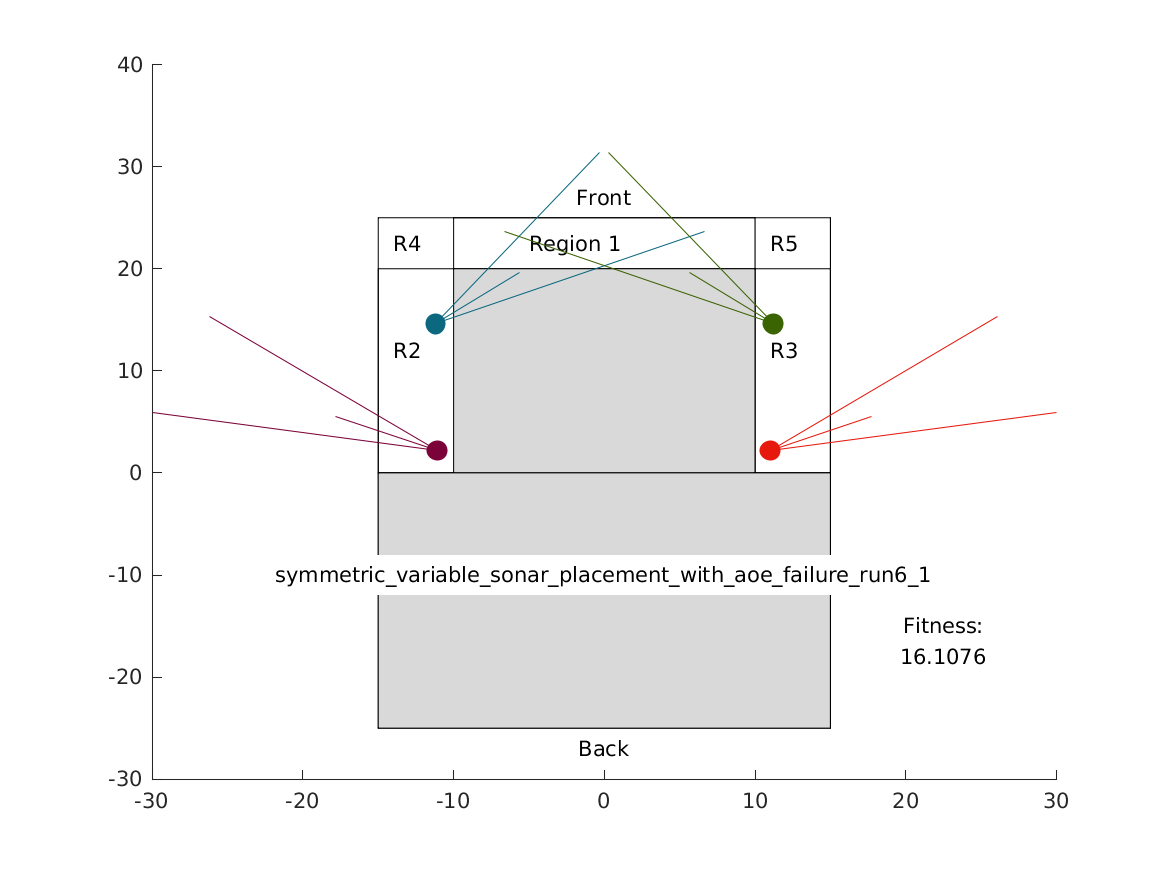 40
30
Front
R4
Region 1
R5
20
R2
R3
10
0
symmetric_variable_sonar_placement_with_aoe_failure_run6_1
-10
Fitness:
16.1076
-20
Back
-30
-30
-20
-10
0
10
20
30